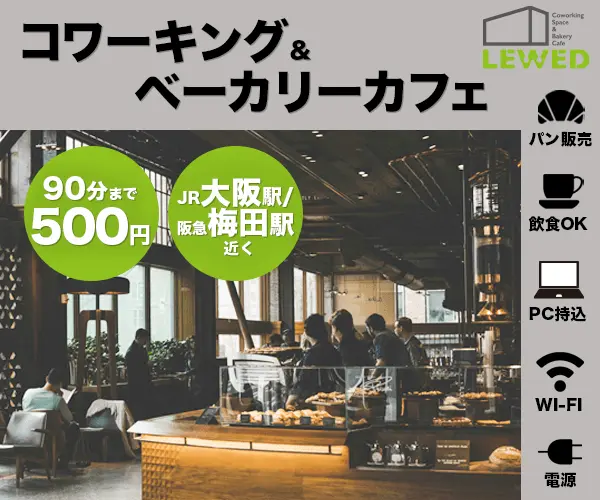 コワーキング&
ベーカリーカフェ
Coworking
Space
&
Bakery
Cafe
LEWED
90分まで
500円
JR大阪駅/
阪急梅田駅
近く
パン販売
飲食OK
PC持込
WI-FI
電源